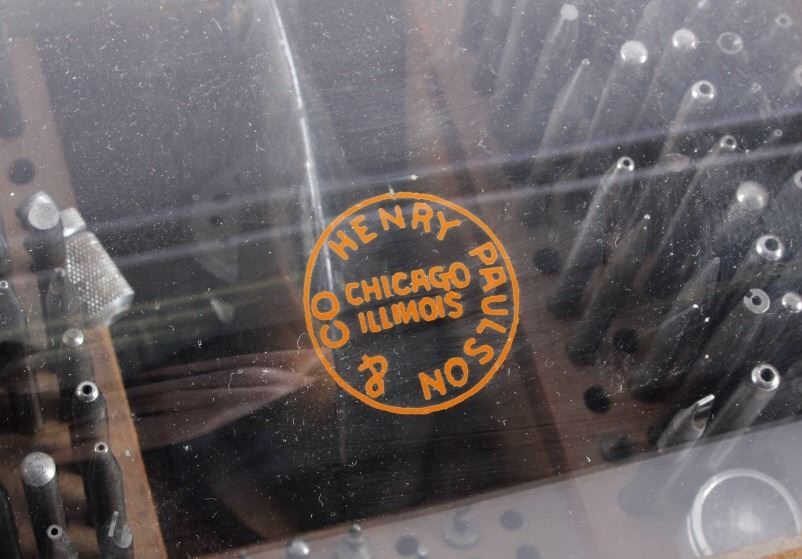 HENRY PAULSON & CO
CHICAGO
ILLINOIS